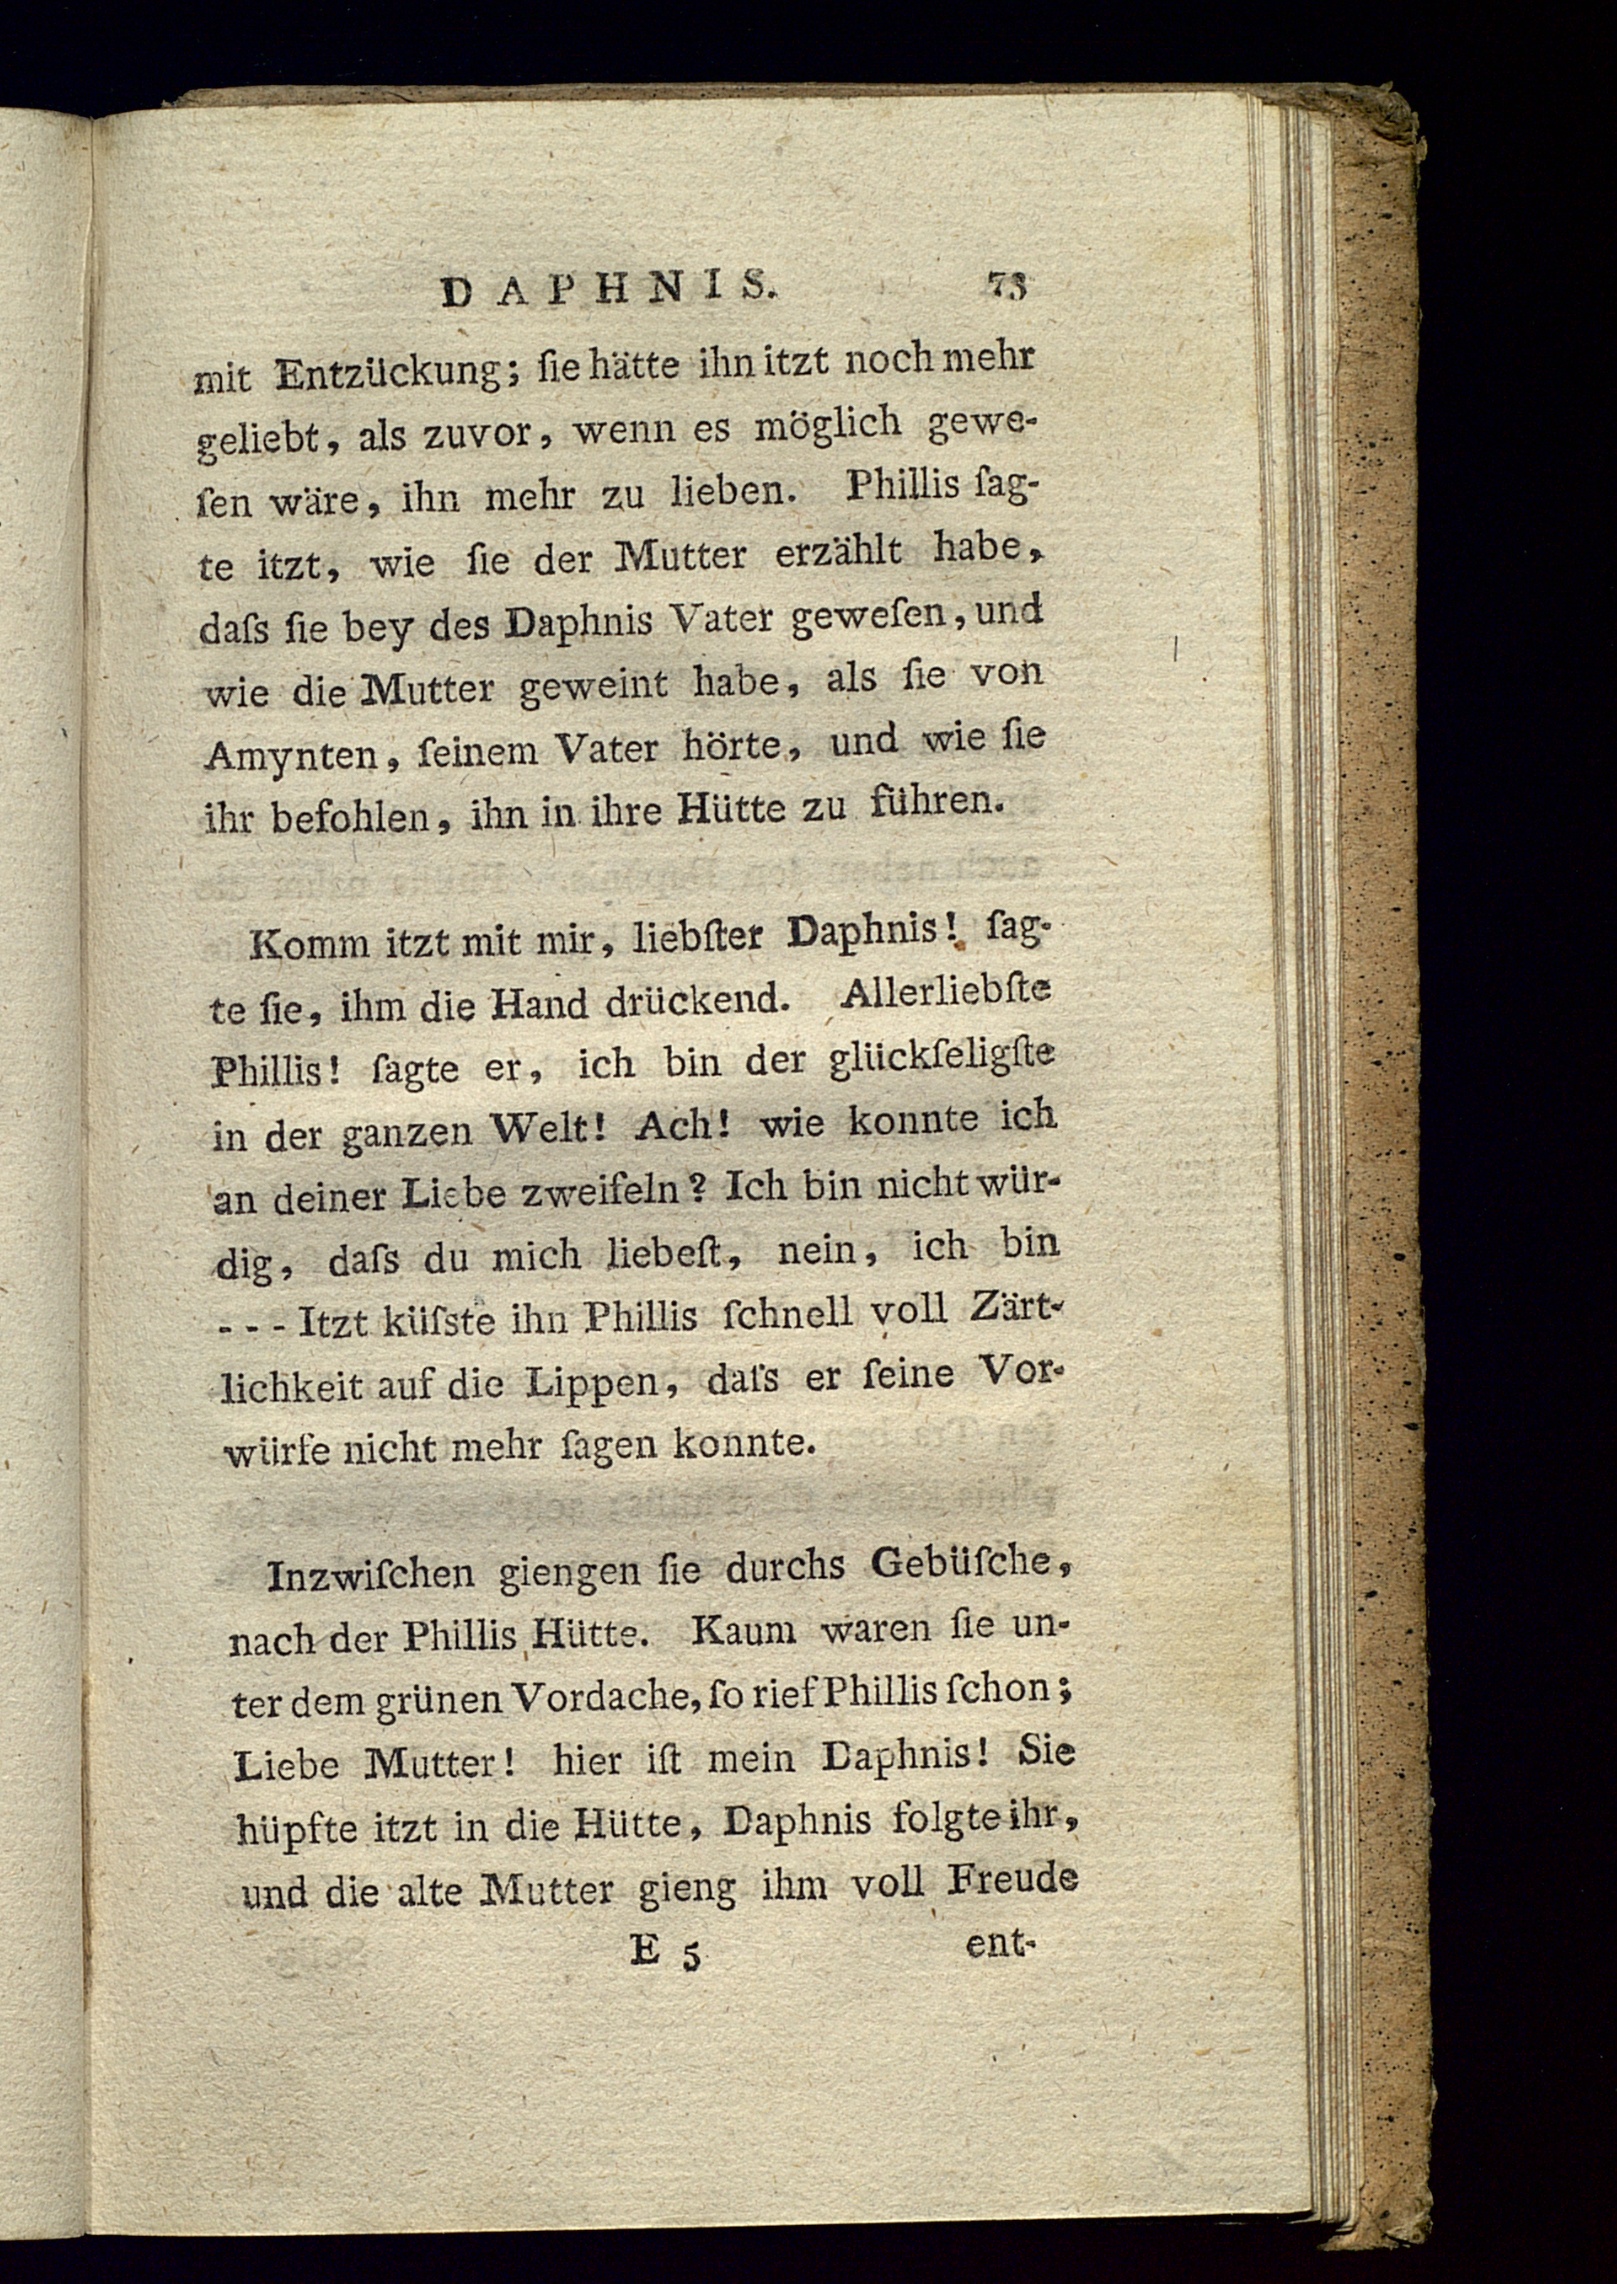 DAPHNIS. 73
mit Entzückung; ſie hätte ihn itzt noch mehr
geliebt, als zuvor, wenn es möglich gewe-
ſen wäre, ihn mehr zu lieben. Phillis ſag-
te itzt, wie ſie der Mutter erzählt habe,
daſs ſie bey des Daphnis Vater geweſen, und
wie die Mutter geweint habe, als ſie von
Amynten, ſeinem Vater hörte, und wie ſie
ihr befohlen, ihn in ihre Hütte zu führen.
Komm itzt mit mir, liebſter Daphnis! ſag-
te ſie, ihm die Hand drückend. Allerliebſte
Phillis! ſagte er, ich bin der glückſeligſte
in der ganzen Welt! Ach! wie konnte ich
an deiner Liebe zweifeln? Ich bin nicht wür-
dig, daſs du mich liebeſt, nein, ich bin
- - - Itzt küſste ihn Phillis ſchnell voll Zärt-
lichkeit auf die Lippen, daſs er ſeine Vor-
würfe nicht mehr ſagen konnte.
Inzwiſchen giengen ſie durchs Gebüſche,
nach der Phillis Hütte. Kaum waren ſie un-
ter dem grünen Vordache, ſo rief Phillis ſchon;
Liebe Mutter! hier iſt mein Daphnis! Sie
hüpfte itzt in die Hütte, Daphnis folgte ihr,
und die alte Mutter gieng ihm voll Freude
E 5 ent-